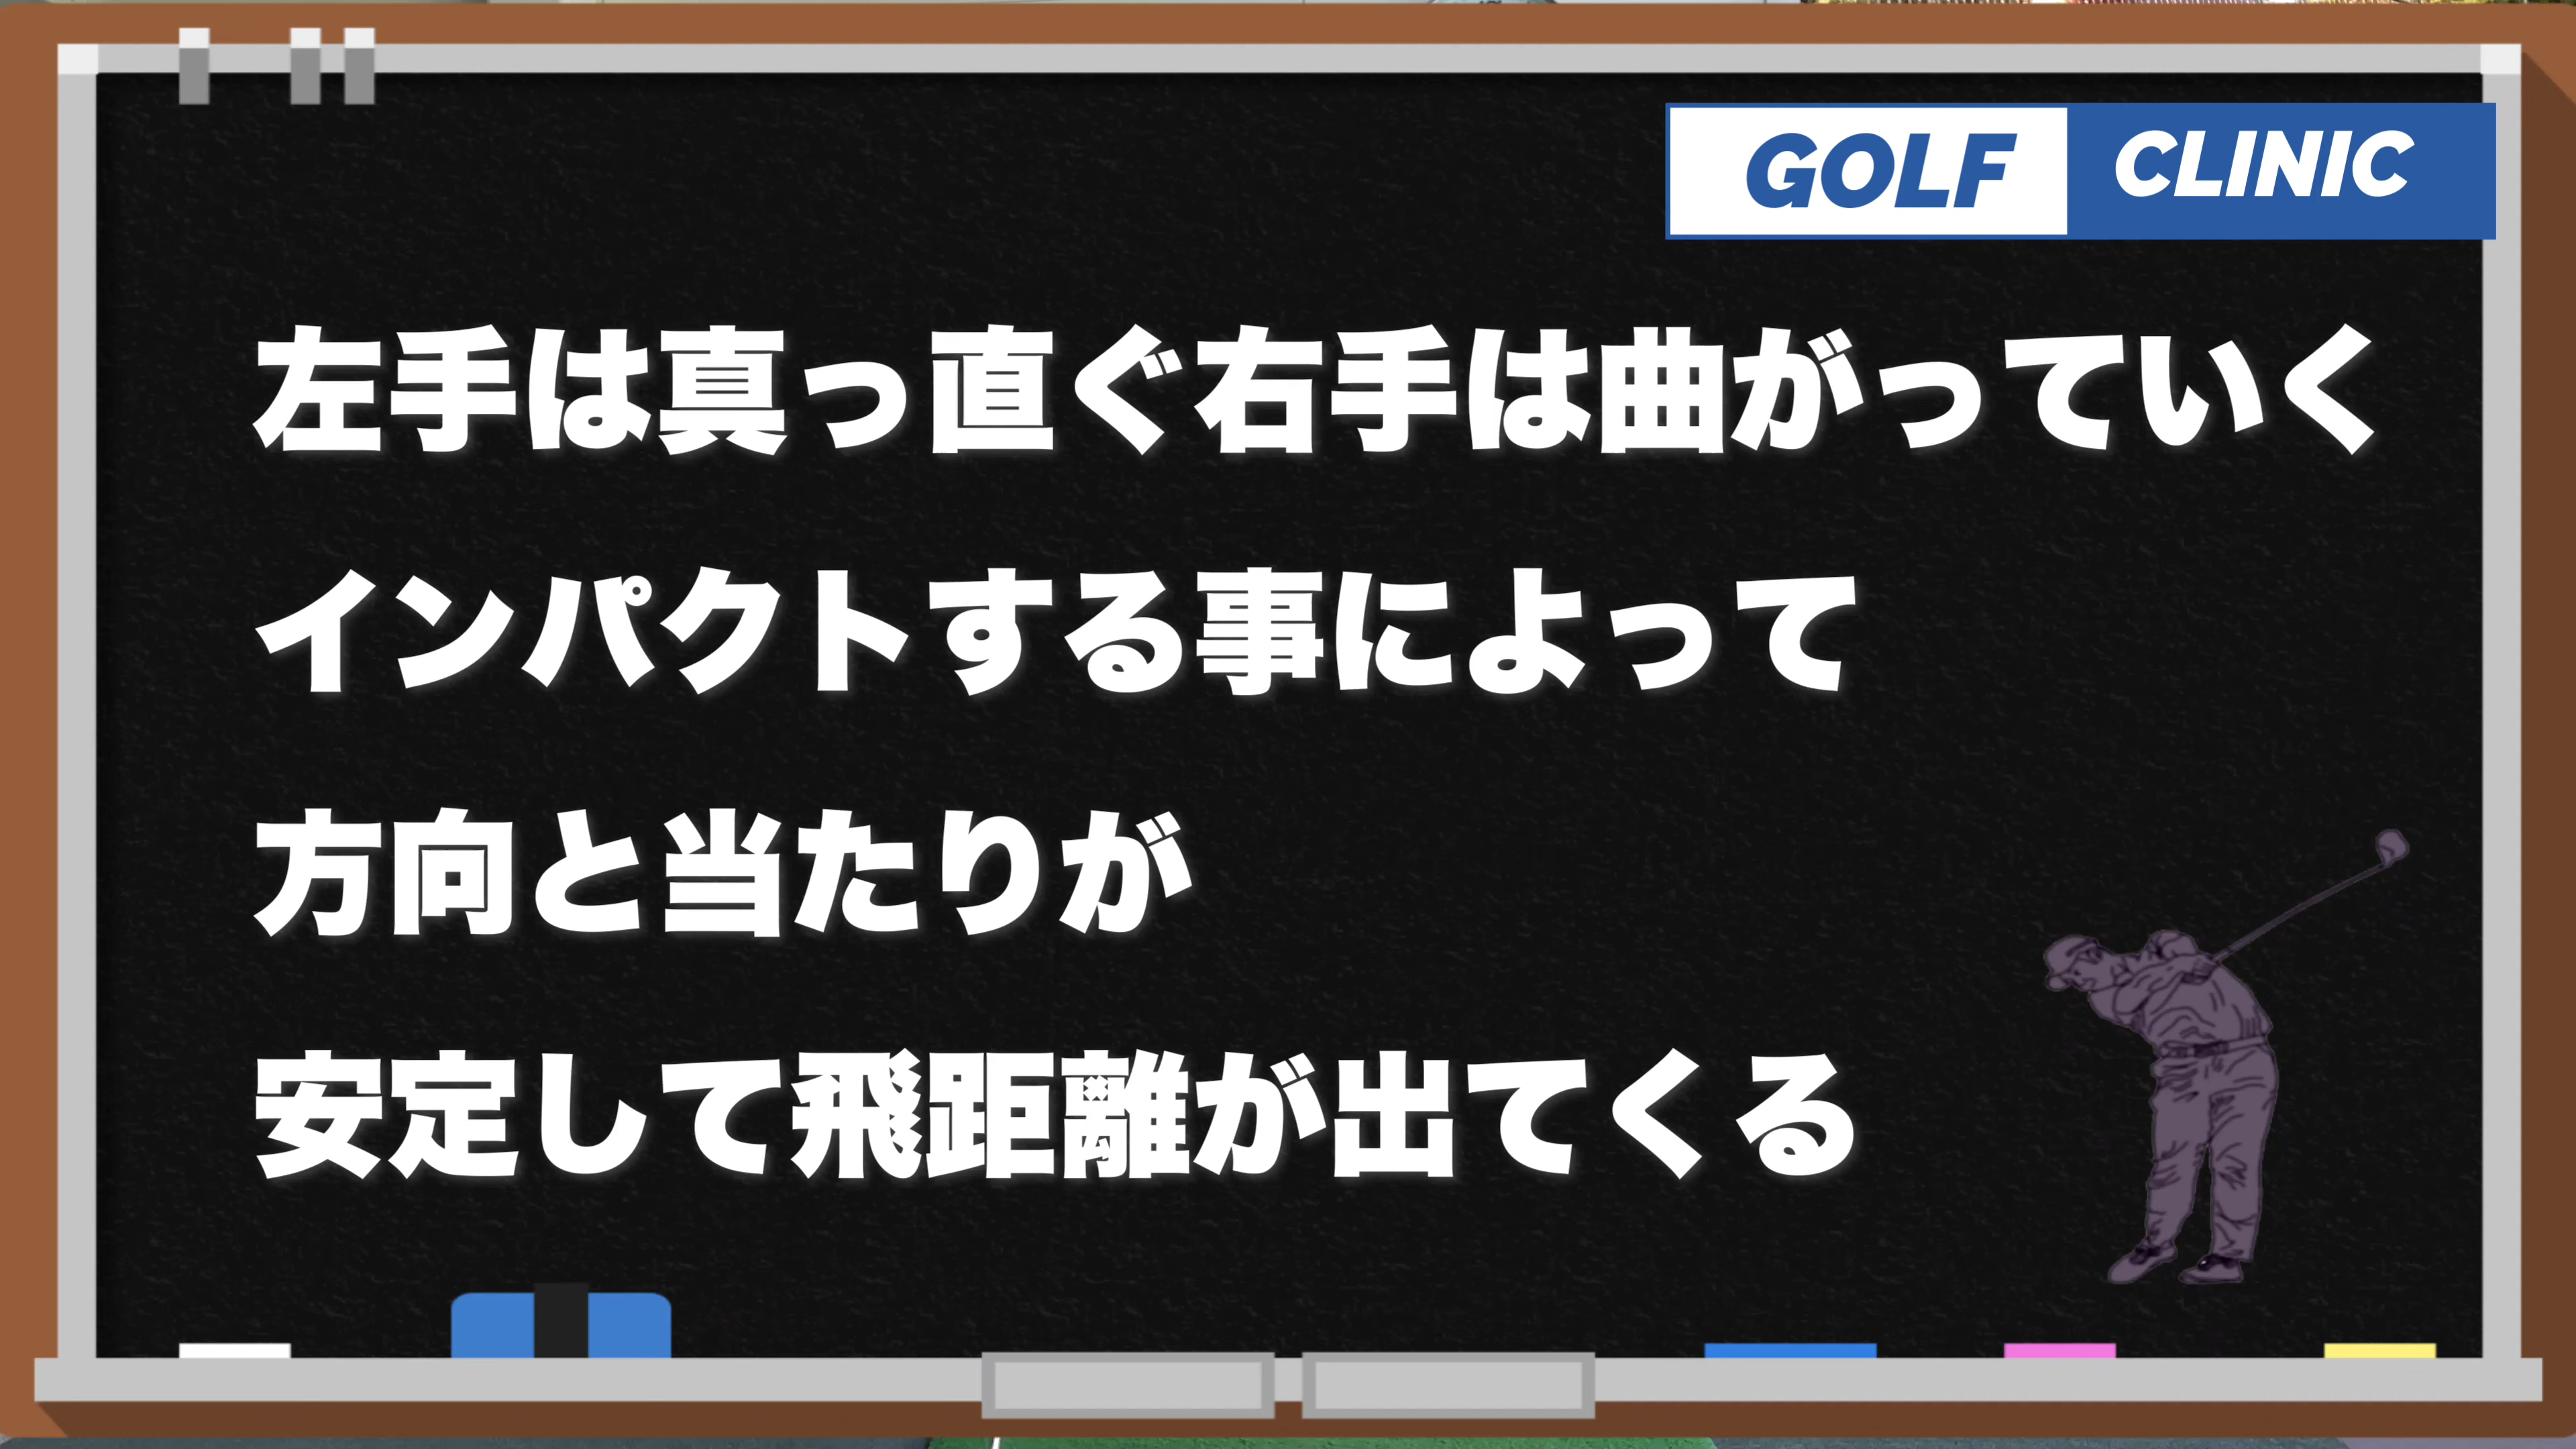 GOLF CLINIC
左手は真っ直ぐ右手は曲がっていく
インパクトする事によって
方向と当たりが
安定して飛距離が出てくる